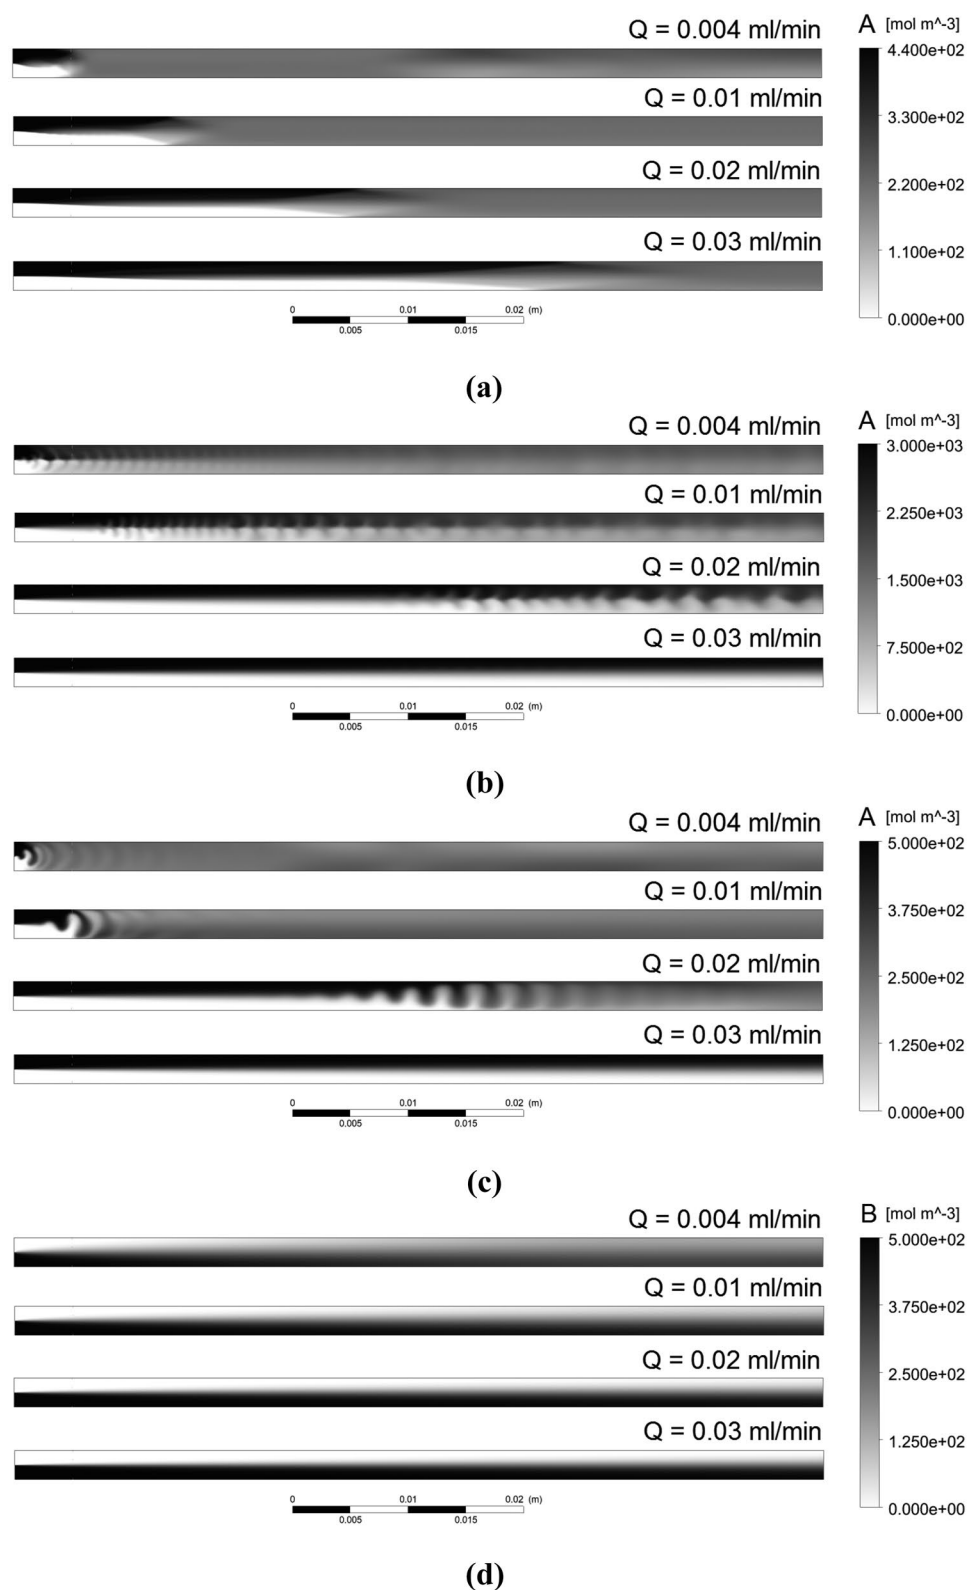 A [mol m^-3]
Q = 0.004 ml/min
4.400e+02
Q = 0.01 ml/min
3.300e+02
Q = 0.02 ml/min
2.200e+02
Q = 0.03 ml/min
1.100e+02
0 0.01 0.02 (m)
0.000e+00
0.005 0.015
(a)
A [mol m^-3]
Q = 0.004 ml/min
3.000e+03
Q = 0.01 ml/min
2.250e+03
Q = 0.02 ml/min
1.500e+03
Q = 0.03 ml/min
7.500e+02
0 0.01 0.02 (m)
0.000e+00
0.005 0.015
(b)
A [mol m^-3]
Q = 0.004 ml/min
5.000e+02
Q = 0.01 ml/min
3.750e+02
Q = 0.02 ml/min
2.500e+02
Q = 0.03 ml/min
1.250e+02
0 0.01 0.02 (m)
0.000e+00
0.005 0.015
(c)
B [mol m^-3]
Q = 0.004 ml/min
5.000e+02
Q = 0.01 ml/min
3.750e+02
Q = 0.02 ml/min
2.500e+02
Q = 0.03 ml/min
1.250e+02
0 0.01 0.02 (m)
0.000e+00
0.005 0.015
(d)